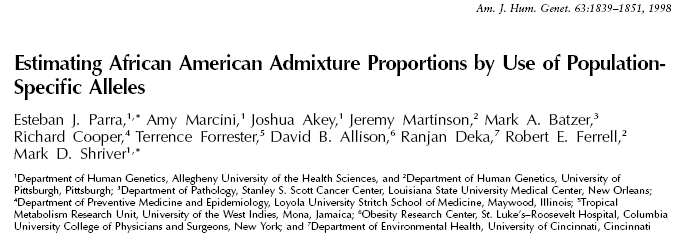 Am. J. Hum. Genet. 63:1839–1851, 1998
Estimating African American Admixture Proportions by Use of Population-
Specific Alleles
Esteban J. Parra,¹,* Amy Marcini,¹ Joshua Akey,¹ Jeremy Martinson,² Mark A. Batzer,³
Richard Cooper,⁴ Terrence Forrester,⁵ David B. Allison,⁶ Ranjan Deka,⁷ Robert E. Ferrell,²
Mark D. Shriver¹,*
¹Department of Human Genetics, Allegheny University of the Health Sciences, and ²Department of Human Genetics, University of
Pittsburgh, Pittsburgh; ³Department of Pathology, Stanley S. Scott Cancer Center, Louisiana State University Medical Center, New Orleans;
⁴Department of Preventive Medicine and Epidemiology, Loyola University Stritch School of Medicine, Maywood, Illinois; ⁵Tropical
Metabolism Research Unit, University of the West Indies, Mona, Jamaica; ⁶Obesity Research Center, St. Luke's–Roosevelt Hospital, Columbia
University College of Physicians and Surgeons, New York; and ⁷Department of Environmental Health, University of Cincinnati, Cincinnati